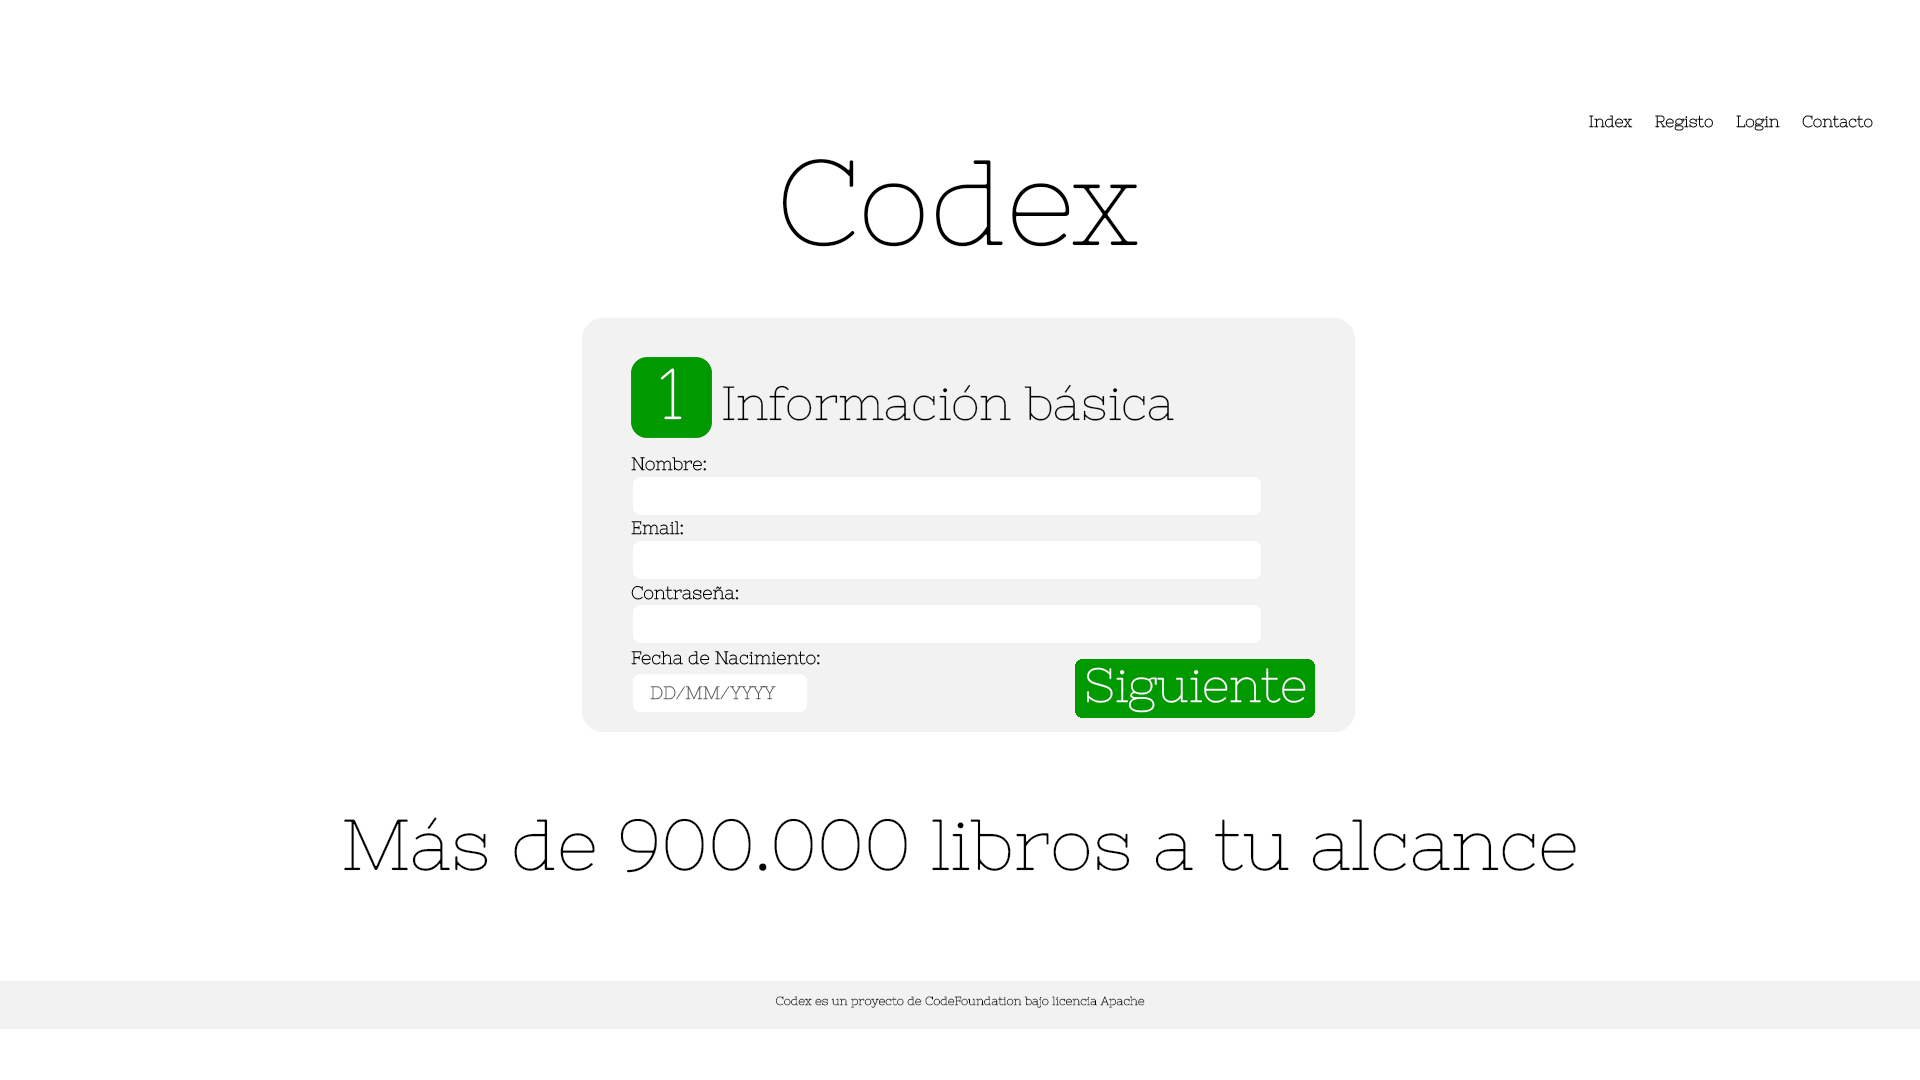 Index Registo Login Contacto
Codex
1 Información básica
Nombre:
Email:
Contraseña:
Fecha de Nacimiento:
DD/MM/YYYY
Siguiente
Más de 900.000 libros a tu alcance
Codex es un proyecto de CodeFoundation bajo licencia Apache